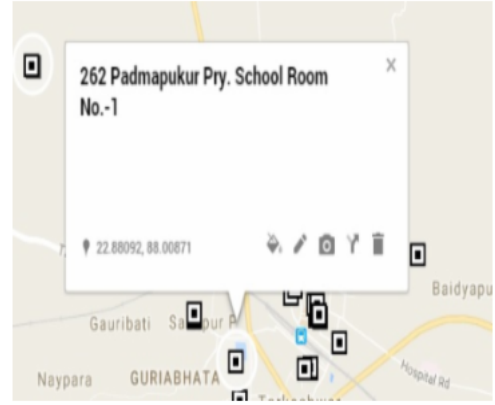 262 Padmapukur Pry. School Room
No.-1
22.88092, 88.00871
Baidyapu
Gauribati
GURIABHATA
Naypara
Hospital Rd